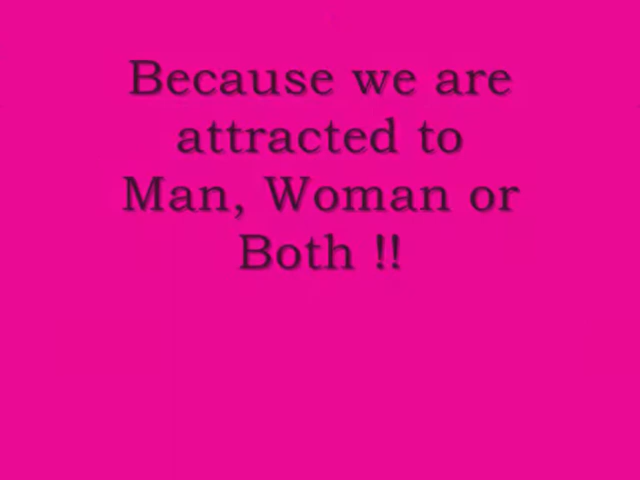 Because we are
attracted to
Man, Woman or
Both !!